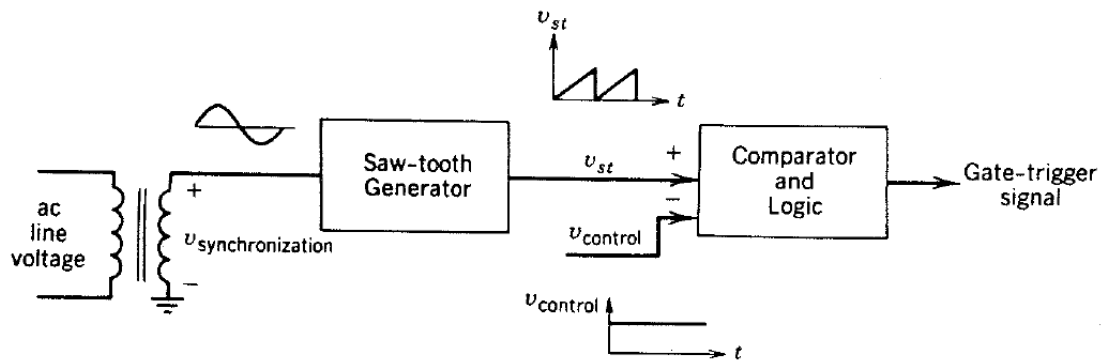 v_st
t
Saw-tooth
Generator
v_st
+
−
Comparator
and
Logic
Gate-trigger
signal
ac
line
voltage
+
v_synchronization
−
v_control
v_control
t